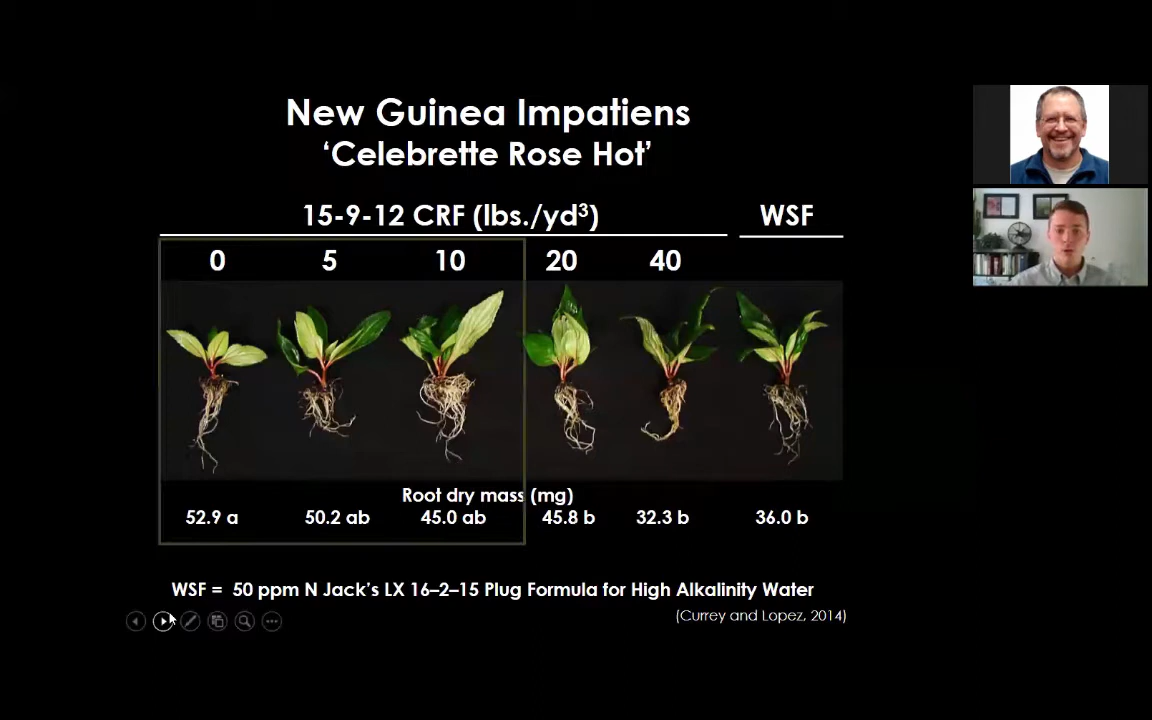 New Guinea Impatiens
‘Celebrette Rose Hot’
15-9-12 CRF (lbs./yd³) WSF
0 5 10 20 40
Root dry mass (mg)
52.9 a 50.2 ab 45.0 ab 45.8 b 32.3 b 36.0 b
WSF = 50 ppm N Jack’s LX 16–2–15 Plug Formula for High Alkalinity Water
(Currey and Lopez, 2014)